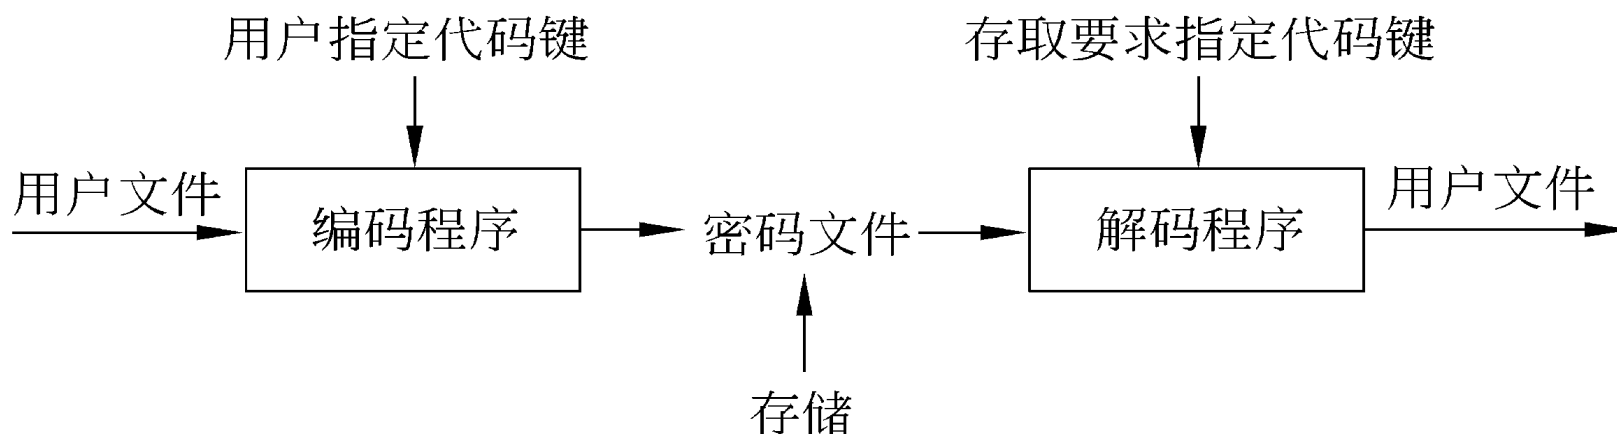 用户指定代码键
存取要求指定代码键
用户文件
编码程序
密码文件
解码程序
用户文件
存储